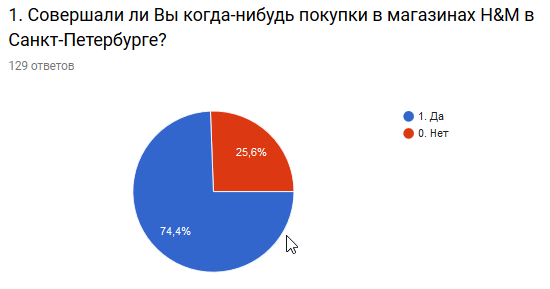 1. Совершали ли Вы когда-нибудь покупки в магазинах H&M в
Санкт-Петербурге?
129 ответов
1. Да
0. Нет
25,6%
74,4%